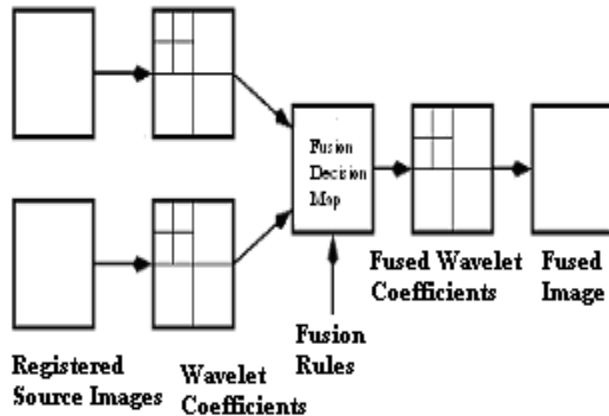 Fusion
Decision
Map
Fused Wavelet
Coefficients
Fused
Image
Fusion
Rules
Registered
Source Images
Wavelet
Coefficients